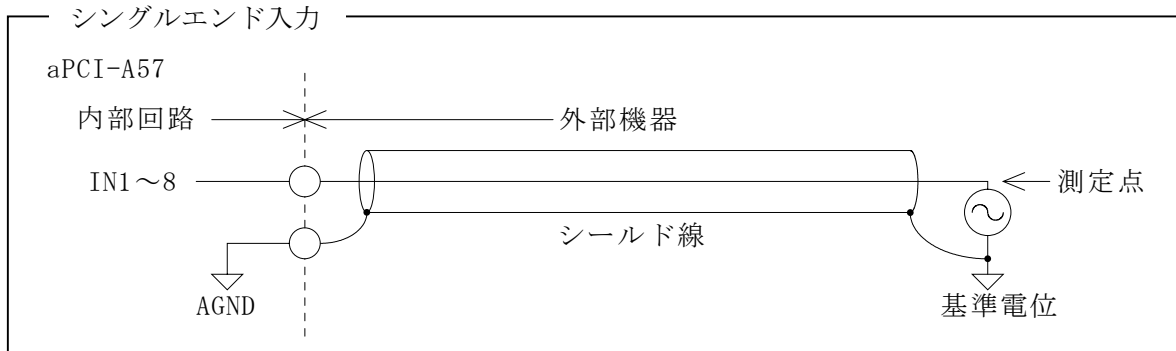 シングルエンド入力
aPCI-A57
内部回路
外部機器
IN1～8
測定点
シールド線
AGND
基準電位